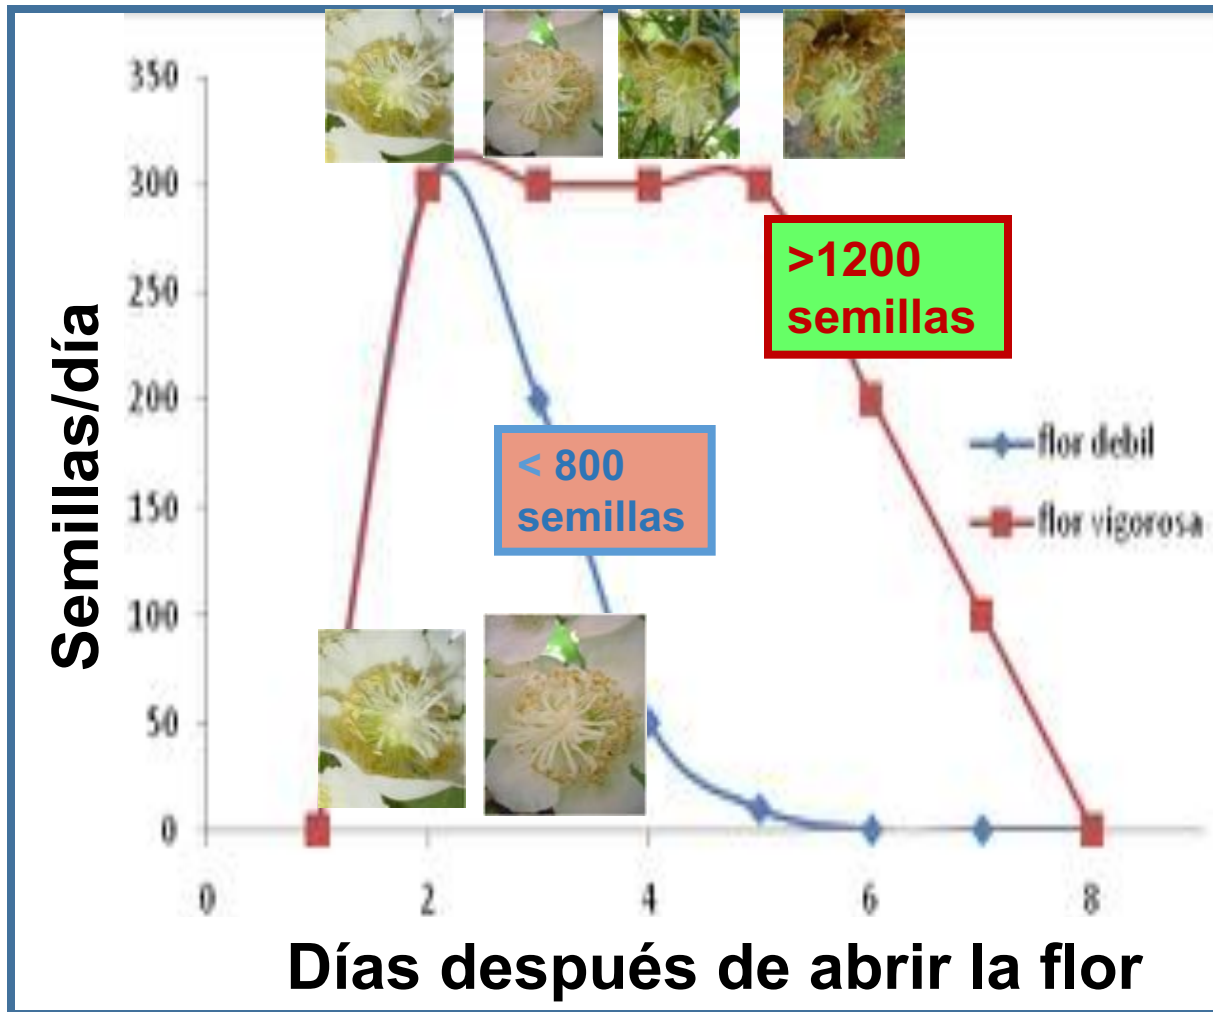 350
300
250
200
150
100
50
0
Semillas/día
>1200
semillas
< 800
semillas
flor debil
flor vigorosa
0 2 4 6 8
Días después de abrir la flor